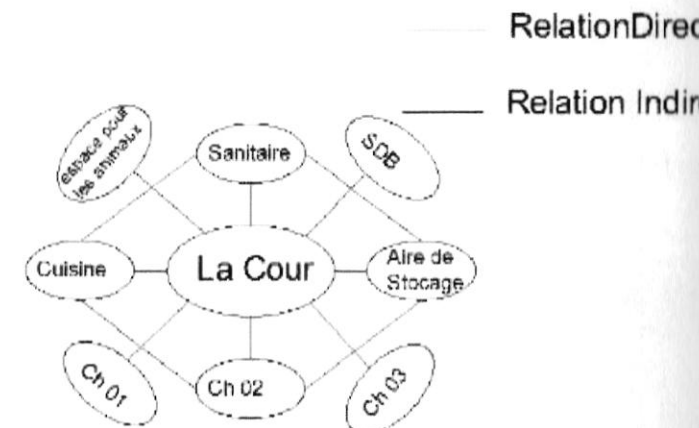 RelationDirec
Relation Indir
espace pour
les animaux
Sanitaire
SDB
Cuisine
La Cour
Aire de
Stocage
Ch 01
Ch 02
Ch 03